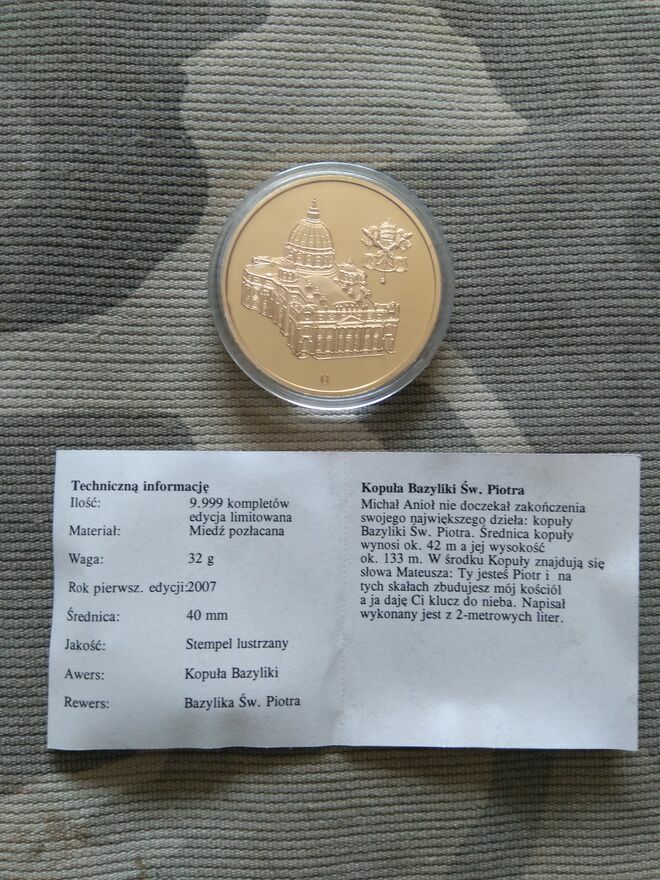 Techniczną informację
Ilość: 9.999 kompletów
edycja limitowana
Materiał: Miedź pozłacana
Waga: 32 g
Rok pierwsz. edycji:2007
Średnica: 40 mm
Jakość: Stempel lustrzany
Awers: Kopuła Bazyliki
Rewers: Bazylika Św. Piotra
Kopuła Bazyliki Św. Piotra
Michał Anioł nie doczekał zakończenia
swojego największego dzieła: kopuły
Bazyliki Św. Piotra. Średnica kopuły
wynosi ok. 42 m a jej wysokość
ok. 133 m. W środku Kopuły znajdują się
słowa Mateusza: Ty jesteś Piotr i na
tych skałach zbudujesz mój kościól
a ja daję Ci klucz do nieba. Napisał
wykonany jest z 2-metrowych liter.